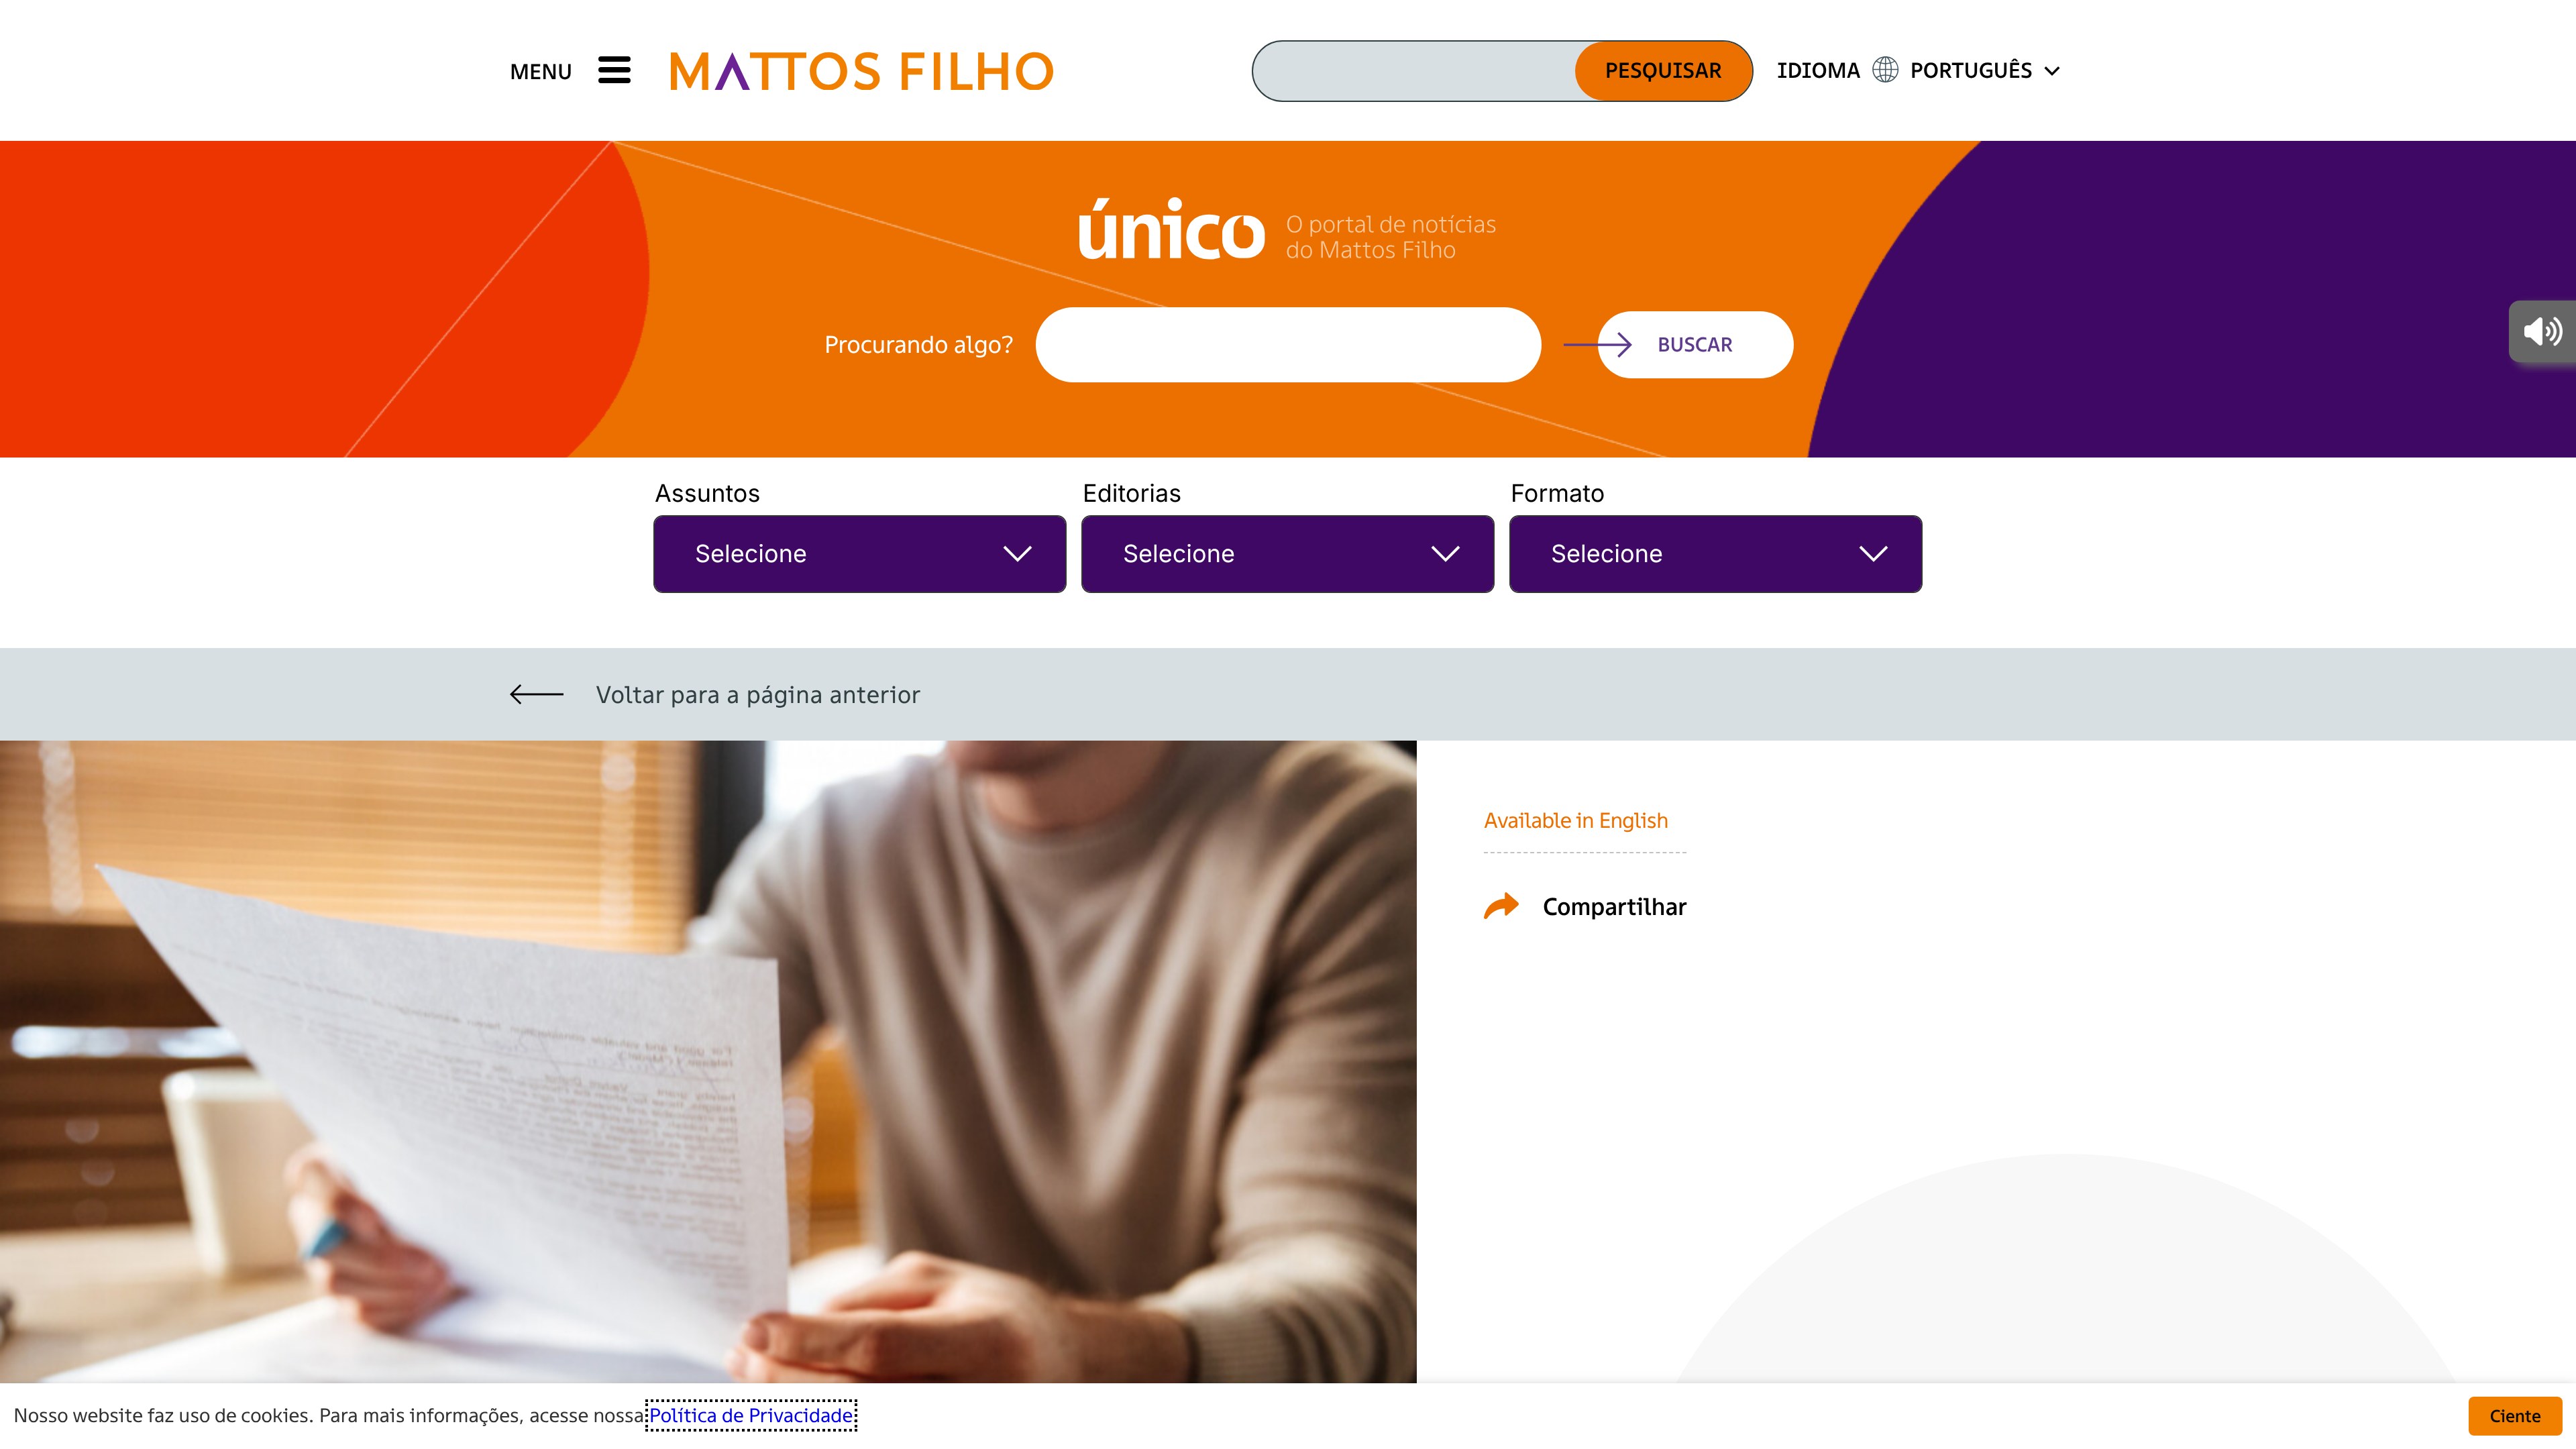 MENU
MATTOS FILHO
PESQUISAR
IDIOMA PORTUGUÊS
único
O portal de notícias
do Mattos Filho
Procurando algo?
BUSCAR
Assuntos
Editorias
Formato
Selecione
Selecione
Selecione
Voltar para a página anterior
Available in English
Compartilhar
Nosso website faz uso de cookies. Para mais informações, acesse nossa Política de Privacidade
Ciente